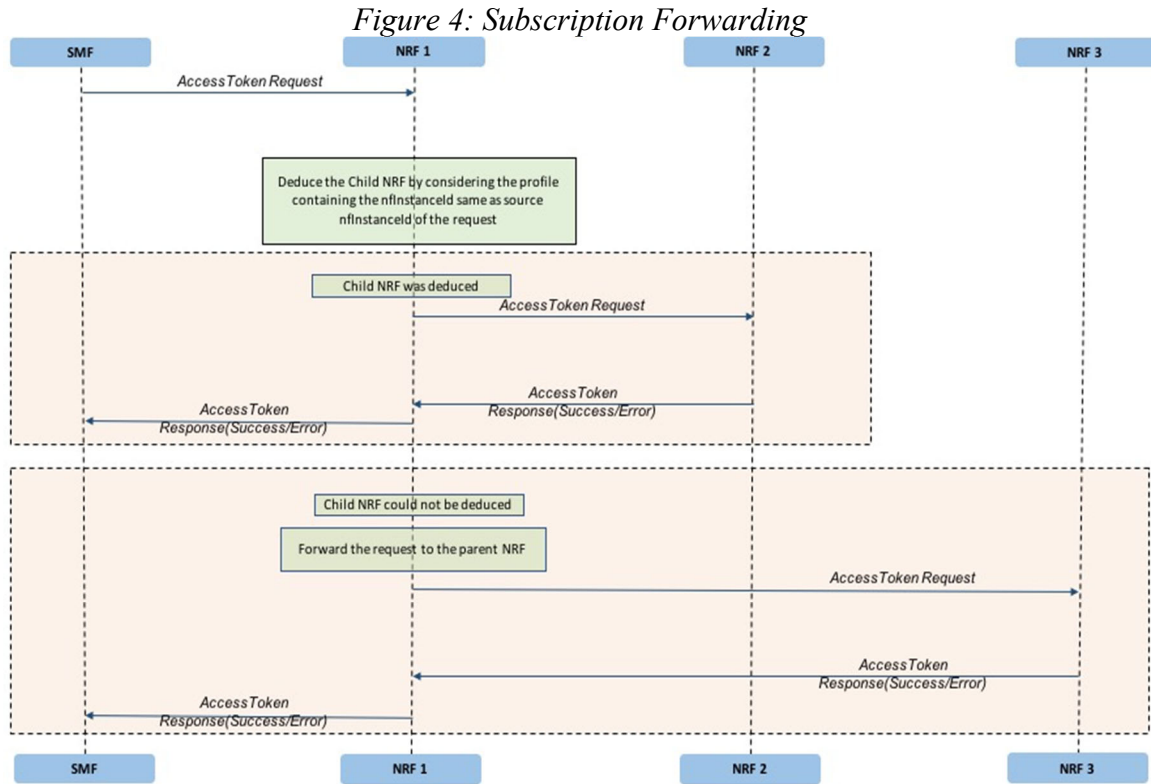 Figure 4: Subscription Forwarding
SMF
NRF 1
NRF 2
NRF 3
AccessToken Request
Deduce the Child NRF by considering the profile
containing the nfInstanceId same as source
nfInstanceId of the request
Child NRF was deduced
AccessToken Request
AccessToken
Response(Success/Error)
AccessToken
Response(Success/Error)
Child NRF could not be deduced
Forward the request to the parent NRF
AccessToken Request
AccessToken
Response(Success/Error)
AccessToken
Response(Success/Error)
SMF
NRF 1
NRF 2
NRF 3